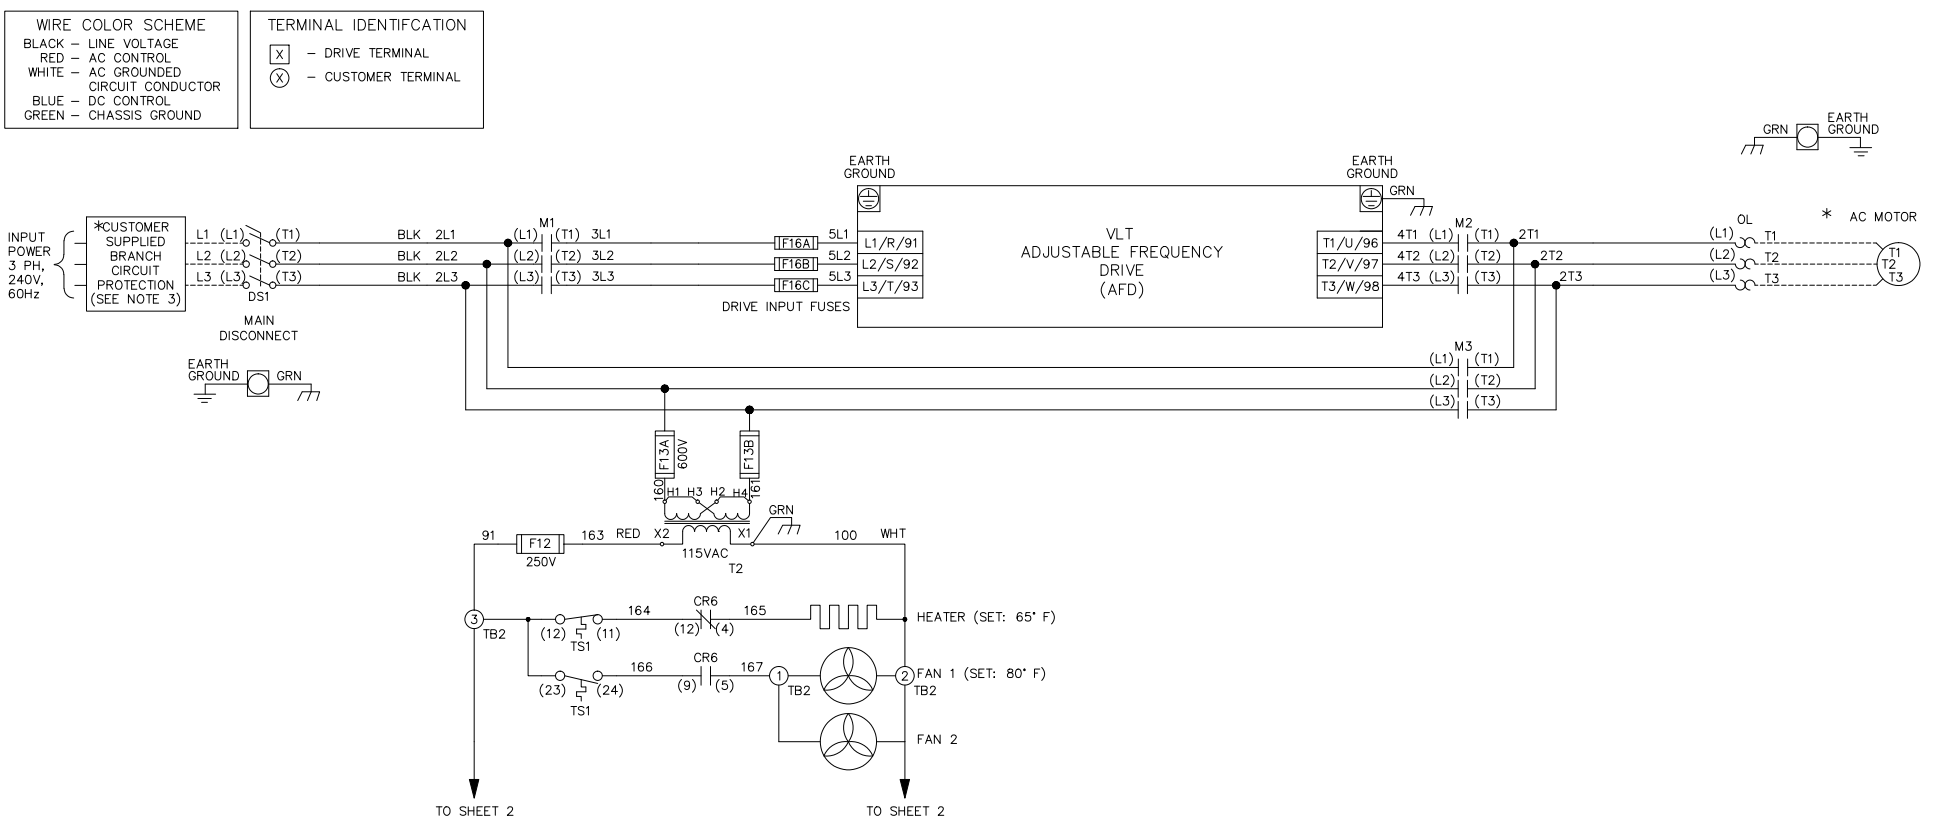 WIRE COLOR SCHEME
BLACK – LINE VOLTAGE
RED – AC CONTROL
WHITE – AC GROUNDED
CIRCUIT CONDUCTOR
BLUE – DC CONTROL
GREEN – CHASSIS GROUND
TERMINAL IDENTIFCATION
X – DRIVE TERMINAL
X – CUSTOMER TERMINAL
GRN
EARTH
GROUND
INPUT
POWER
3 PH,
240V,
60Hz
*CUSTOMER
SUPPLIED
BRANCH
CIRCUIT
PROTECTION
(SEE NOTE 3)
L1 (L1) (T1) BLK 2L1
L2 (L2) (T2) BLK 2L2
L3 (L3) (T3) BLK 2L3
DS1
MAIN
DISCONNECT
EARTH
GROUND
GRN
M1
(L1) (T1) 3L1
(L2) (T2) 3L2
(L3) (T3) 3L3
F16A 5L1
F16B 5L2
F16C 5L3
DRIVE INPUT FUSES
EARTH
GROUND
L1/R/91
L2/S/92
L3/T/93
VLT
ADJUSTABLE FREQUENCY
DRIVE
(AFD)
EARTH
GROUND
GRN
T1/U/96
T2/V/97
T3/W/98
M2
4T1 (L1) (T1) 2T1
4T2 (L2) (T2) 2T2
4T3 (L3) (T3) 2T3
M3
(L1) (T1)
(L2) (T2)
(L3) (T3)
OL
(L1) T1
(L2) T2
(L3) T3
* AC MOTOR
T1
T2
T3
F13A
600V
F13B
160
161
H1 H3 H2 H4
GRN
91 F12 163 RED X2 X1 100 WHT
250V
115VAC
T2
3
TB2
(12) (11)
TS1
164
CR6
(12) (4)
165
HEATER (SET: 65° F)
(23) (24)
TS1
166
CR6
(9) (5)
167
1
TB2
2
TB2
FAN 1 (SET: 80° F)
FAN 2
TO SHEET 2
TO SHEET 2